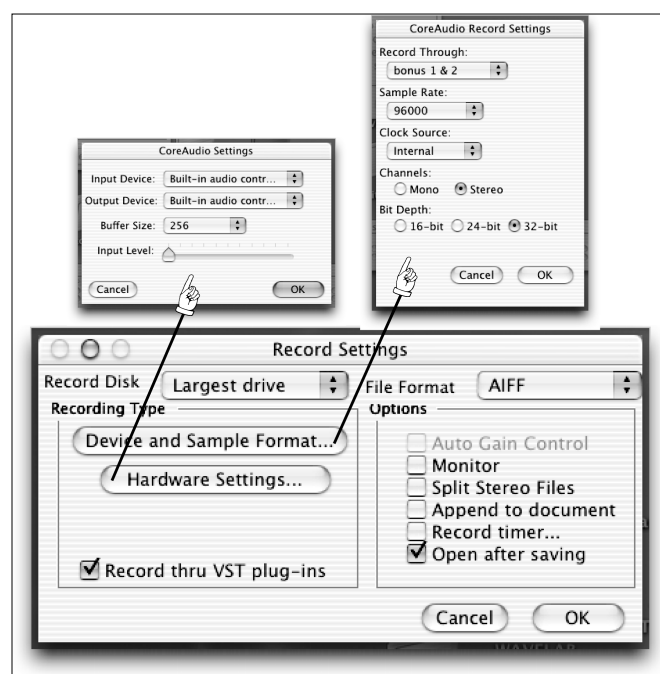 CoreAudio Record Settings
Record Through:
bonus 1 & 2
Sample Rate:
96000
Clock Source:
Internal
Channels:
Mono Stereo
Bit Depth:
16-bit 24-bit 32-bit
Cancel OK
CoreAudio Settings
Input Device: Built-in audio contr...
Output Device: Built-in audio contr...
Buffer Size: 256
Input Level:
Cancel OK
Record Settings
Record Disk Largest drive File Format AIFF
Recording Type
Device and Sample Format...
Hardware Settings...
Record thru VST plug-ins
Options
Auto Gain Control
Monitor
Split Stereo Files
Append to document
Record timer...
Open after saving
Cancel OK
WAVELAB